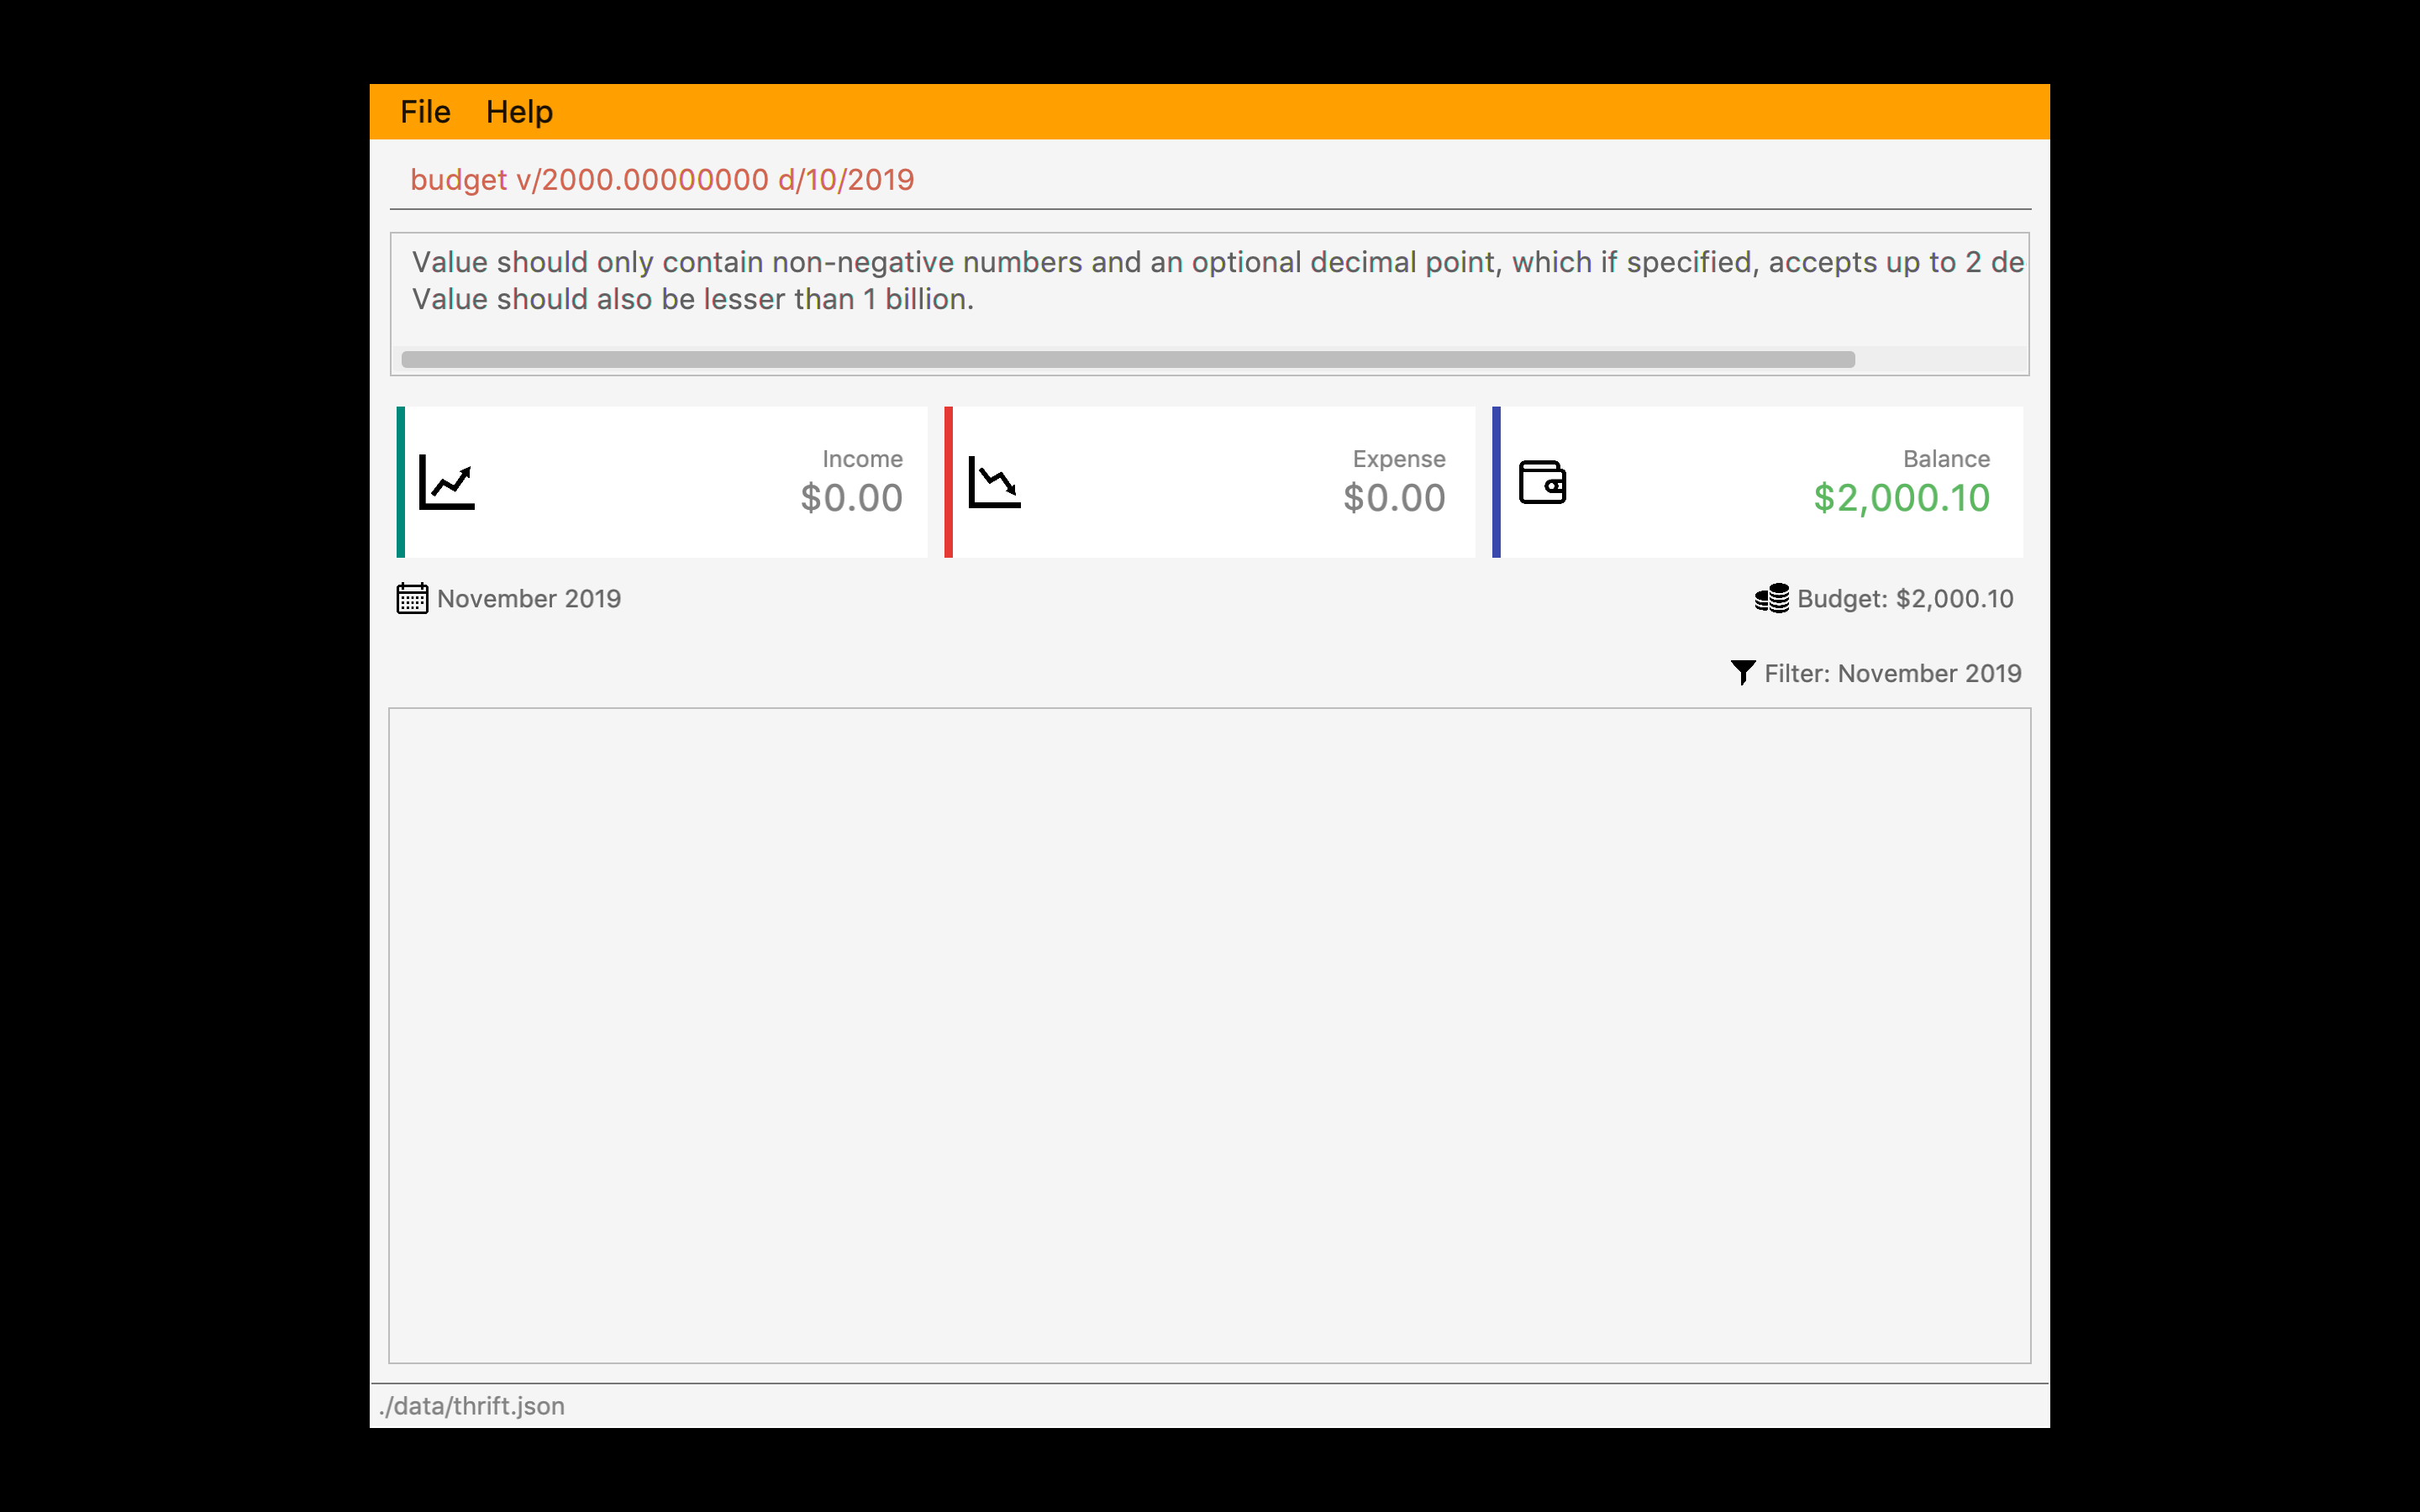 File Help
budget v/2000.00000000 d/10/2019
Value should only contain non-negative numbers and an optional decimal point, which if specified, accepts up to 2 de
Value should also be lesser than 1 billion.
Income
$0.00
Expense
$0.00
Balance
$2,000.10
November 2019
Budget: $2,000.10
Filter: November 2019
./data/thrift.json